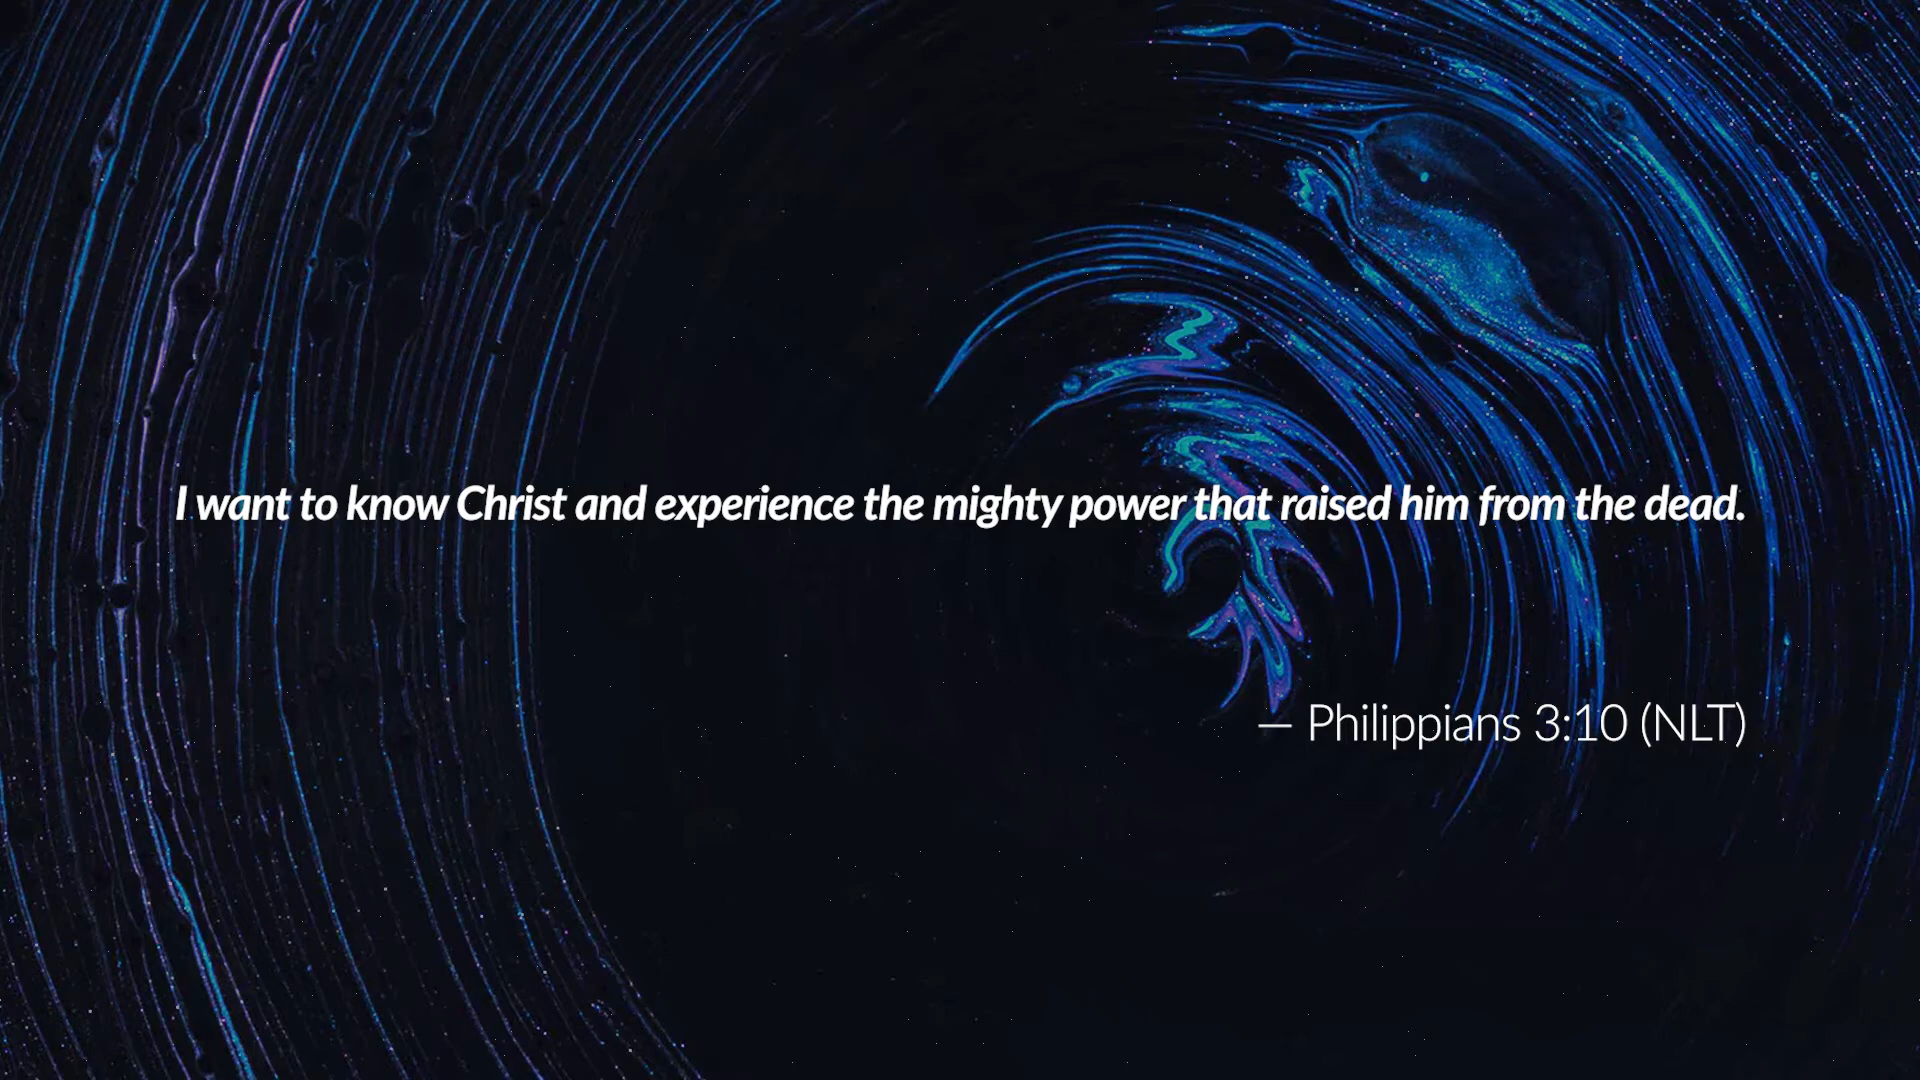 I want to know Christ and experience the mighty power that raised him from the dead.
— Philippians 3:10 (NLT)